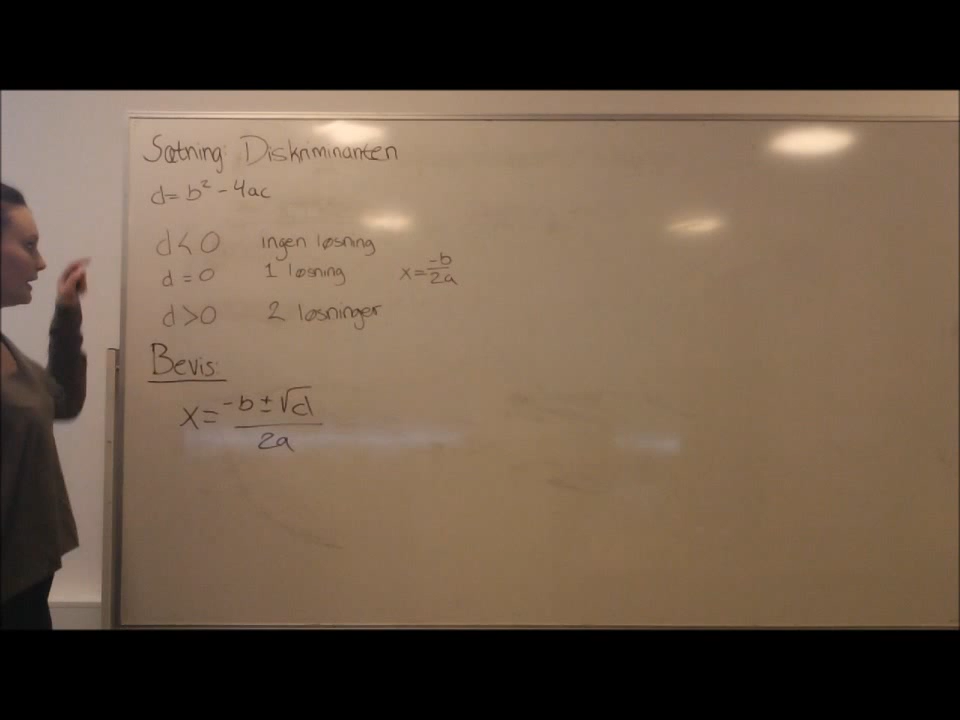 Sætning: Diskriminanten
d = b² - 4ac
d < 0 ingen løsning
d = 0 1 løsning x = -b/2a
d > 0 2 løsninger
Bevis:
x = -b ± √d / 2a